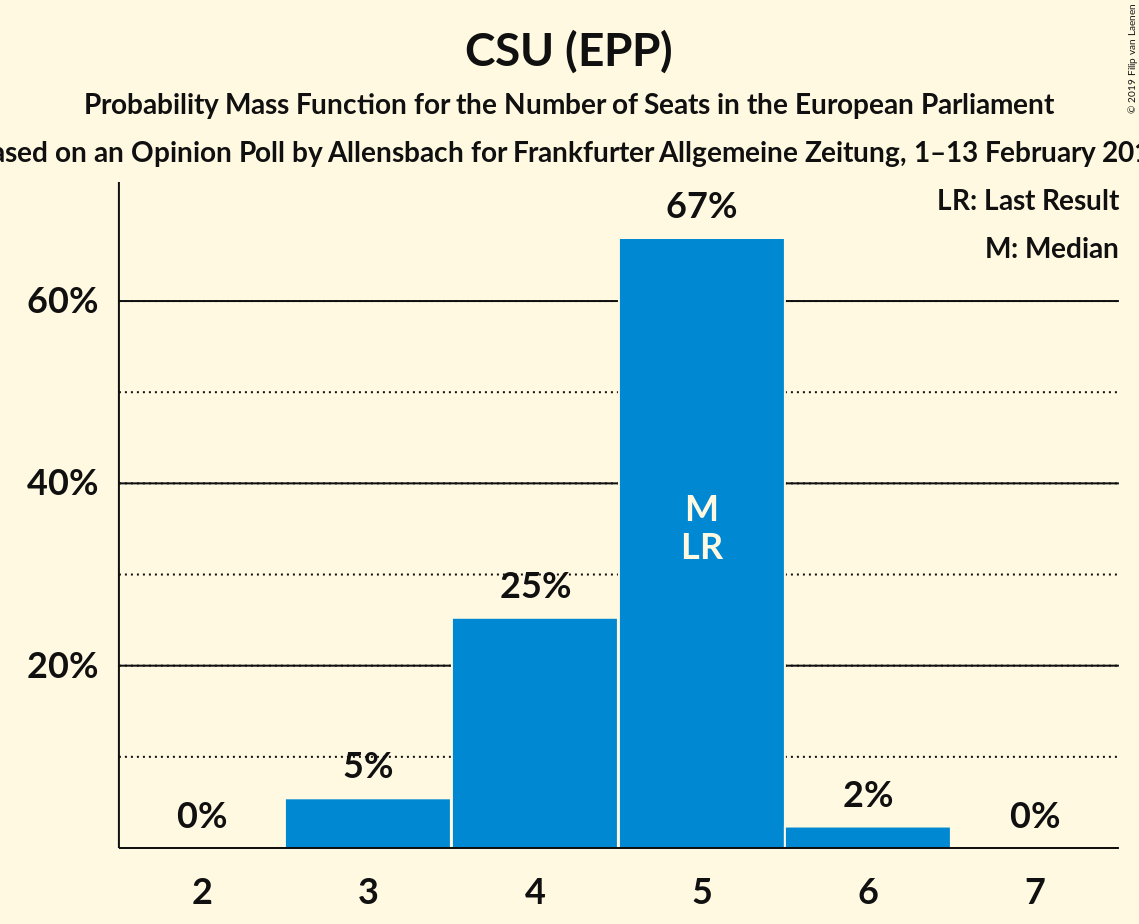 CSU (EPP)
Probability Mass Function for the Number of Seats in the European Parliament
ased on an Opinion Poll by Allensbach for Frankfurter Allgemeine Zeitung, 1–13 February 201
© 2019 Filip van Laenen
LR: Last Result
M: Median
67%
60%
40%
M
LR
25%
20%
5%
2%
0%
0%
2 3 4 5 6 7